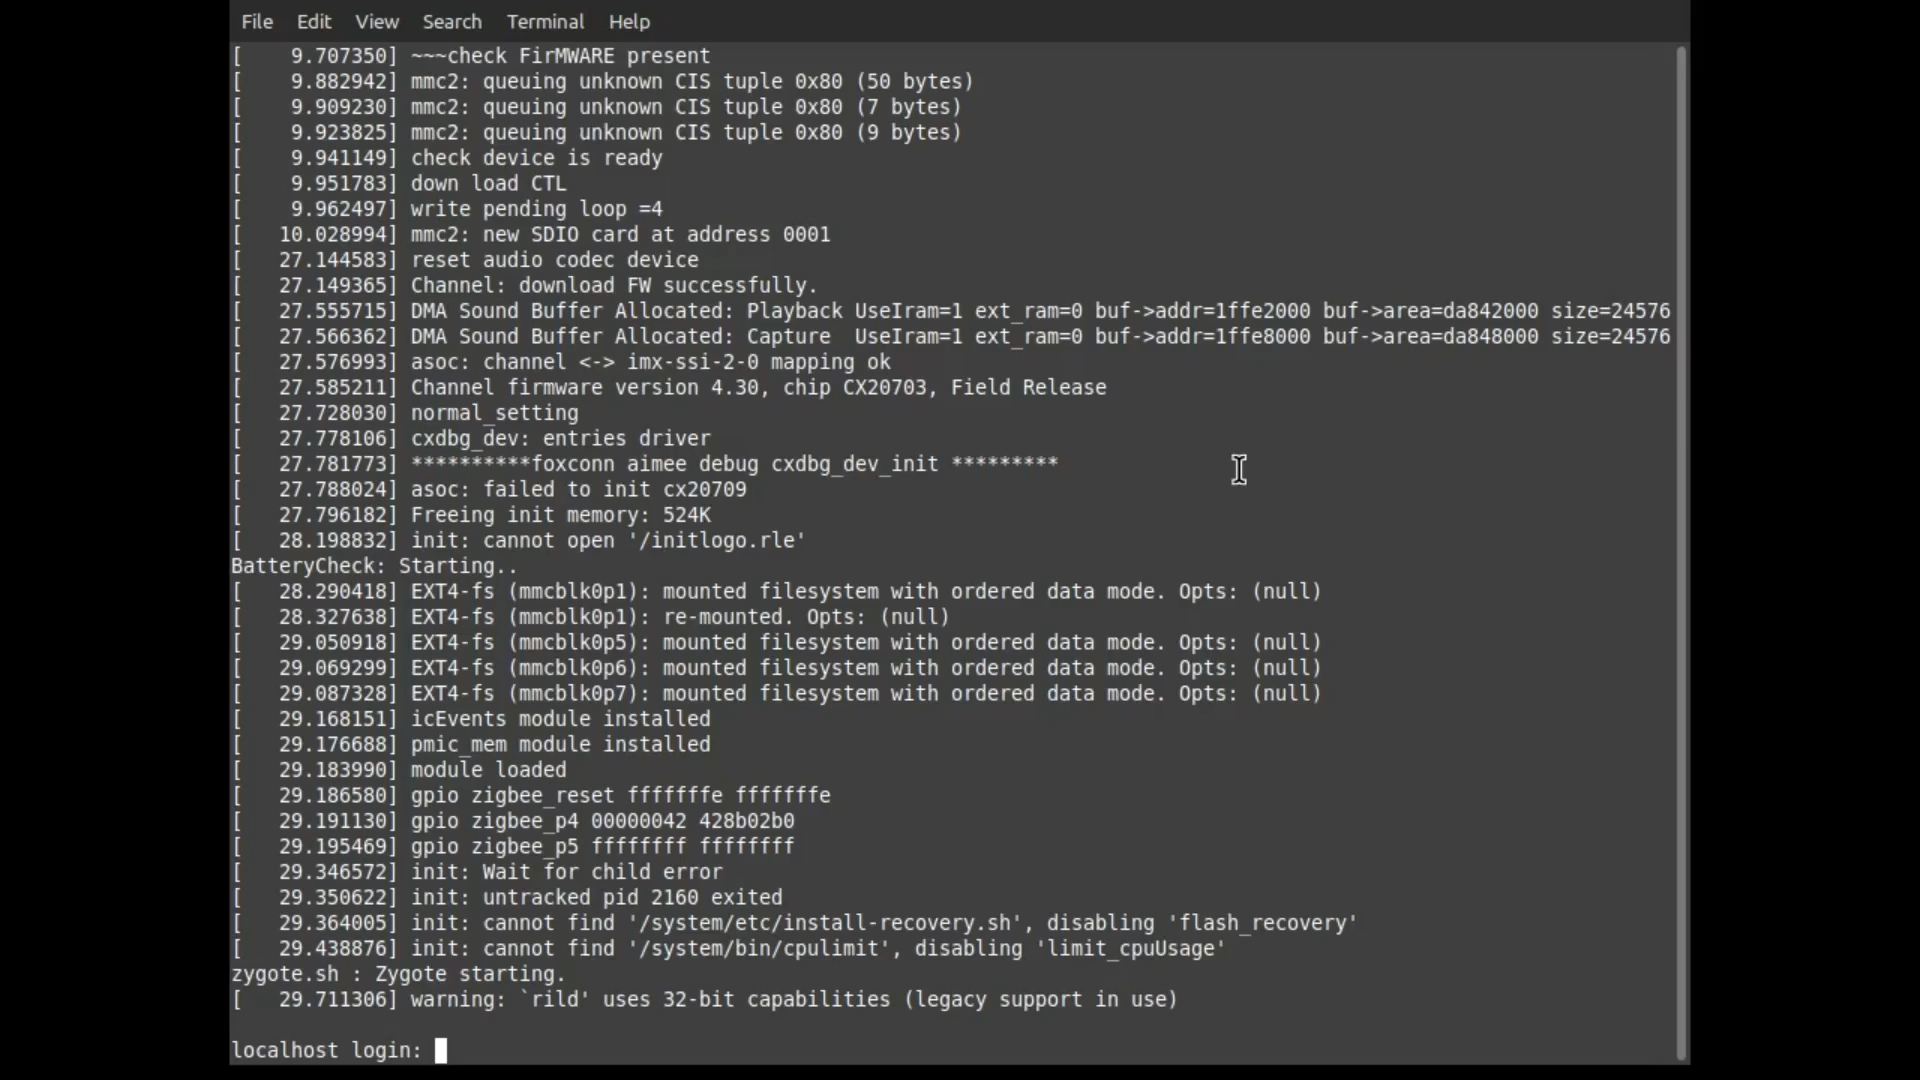 File Edit View Search Terminal Help
[    9.707350] ~~~check FirMWARE present
[    9.882942] mmc2: queuing unknown CIS tuple 0x80 (50 bytes)
[    9.909230] mmc2: queuing unknown CIS tuple 0x80 (7 bytes)
[    9.923825] mmc2: queuing unknown CIS tuple 0x80 (9 bytes)
[    9.941149] check device is ready
[    9.951783] down load CTL
[    9.962497] write pending loop =4
[   10.028994] mmc2: new SDIO card at address 0001
[   27.144583] reset audio codec device
[   27.149365] Channel: download FW successfully.
[   27.555715] DMA Sound Buffer Allocated: Playback UseIram=1 ext_ram=0 buf->addr=1ffe2000 buf->area=da842000 size=24576
[   27.566362] DMA Sound Buffer Allocated: Capture  UseIram=1 ext_ram=0 buf->addr=1ffe8000 buf->area=da848000 size=24576
[   27.576993] asoc: channel <-> imx-ssi-2-0 mapping ok
[   27.585211] Channel firmware version 4.30, chip CX20703, Field Release
[   27.728030] normal_setting
[   27.778106] cxdbg_dev: entries driver
[   27.781773] **********foxconn aimee debug cxdbg_dev_init *********
[   27.788024] asoc: failed to init cx20709
[   27.796182] Freeing init memory: 524K
[   28.198832] init: cannot open '/initlogo.rle'
BatteryCheck: Starting..
[   28.290418] EXT4-fs (mmcblk0p1): mounted filesystem with ordered data mode. Opts: (null)
[   28.327638] EXT4-fs (mmcblk0p1): re-mounted. Opts: (null)
[   29.050918] EXT4-fs (mmcblk0p5): mounted filesystem with ordered data mode. Opts: (null)
[   29.069299] EXT4-fs (mmcblk0p6): mounted filesystem with ordered data mode. Opts: (null)
[   29.087328] EXT4-fs (mmcblk0p7): mounted filesystem with ordered data mode. Opts: (null)
[   29.168151] icEvents module installed
[   29.176688] pmic_mem module installed
[   29.183990] module loaded
[   29.186580] gpio zigbee_reset fffffffe fffffffe
[   29.191130] gpio zigbee_p4 00000042 428b02b0
[   29.195469] gpio zigbee_p5 ffffffff ffffffff
[   29.346572] init: Wait for child error
[   29.350622] init: untracked pid 2160 exited
[   29.364005] init: cannot find '/system/etc/install-recovery.sh', disabling 'flash_recovery'
[   29.438876] init: cannot find '/system/bin/cpulimit', disabling 'limit_cpuUsage'
zygote.sh : Zygote starting.
[   29.711306] warning: `rild' uses 32-bit capabilities (legacy support in use)
localhost login: